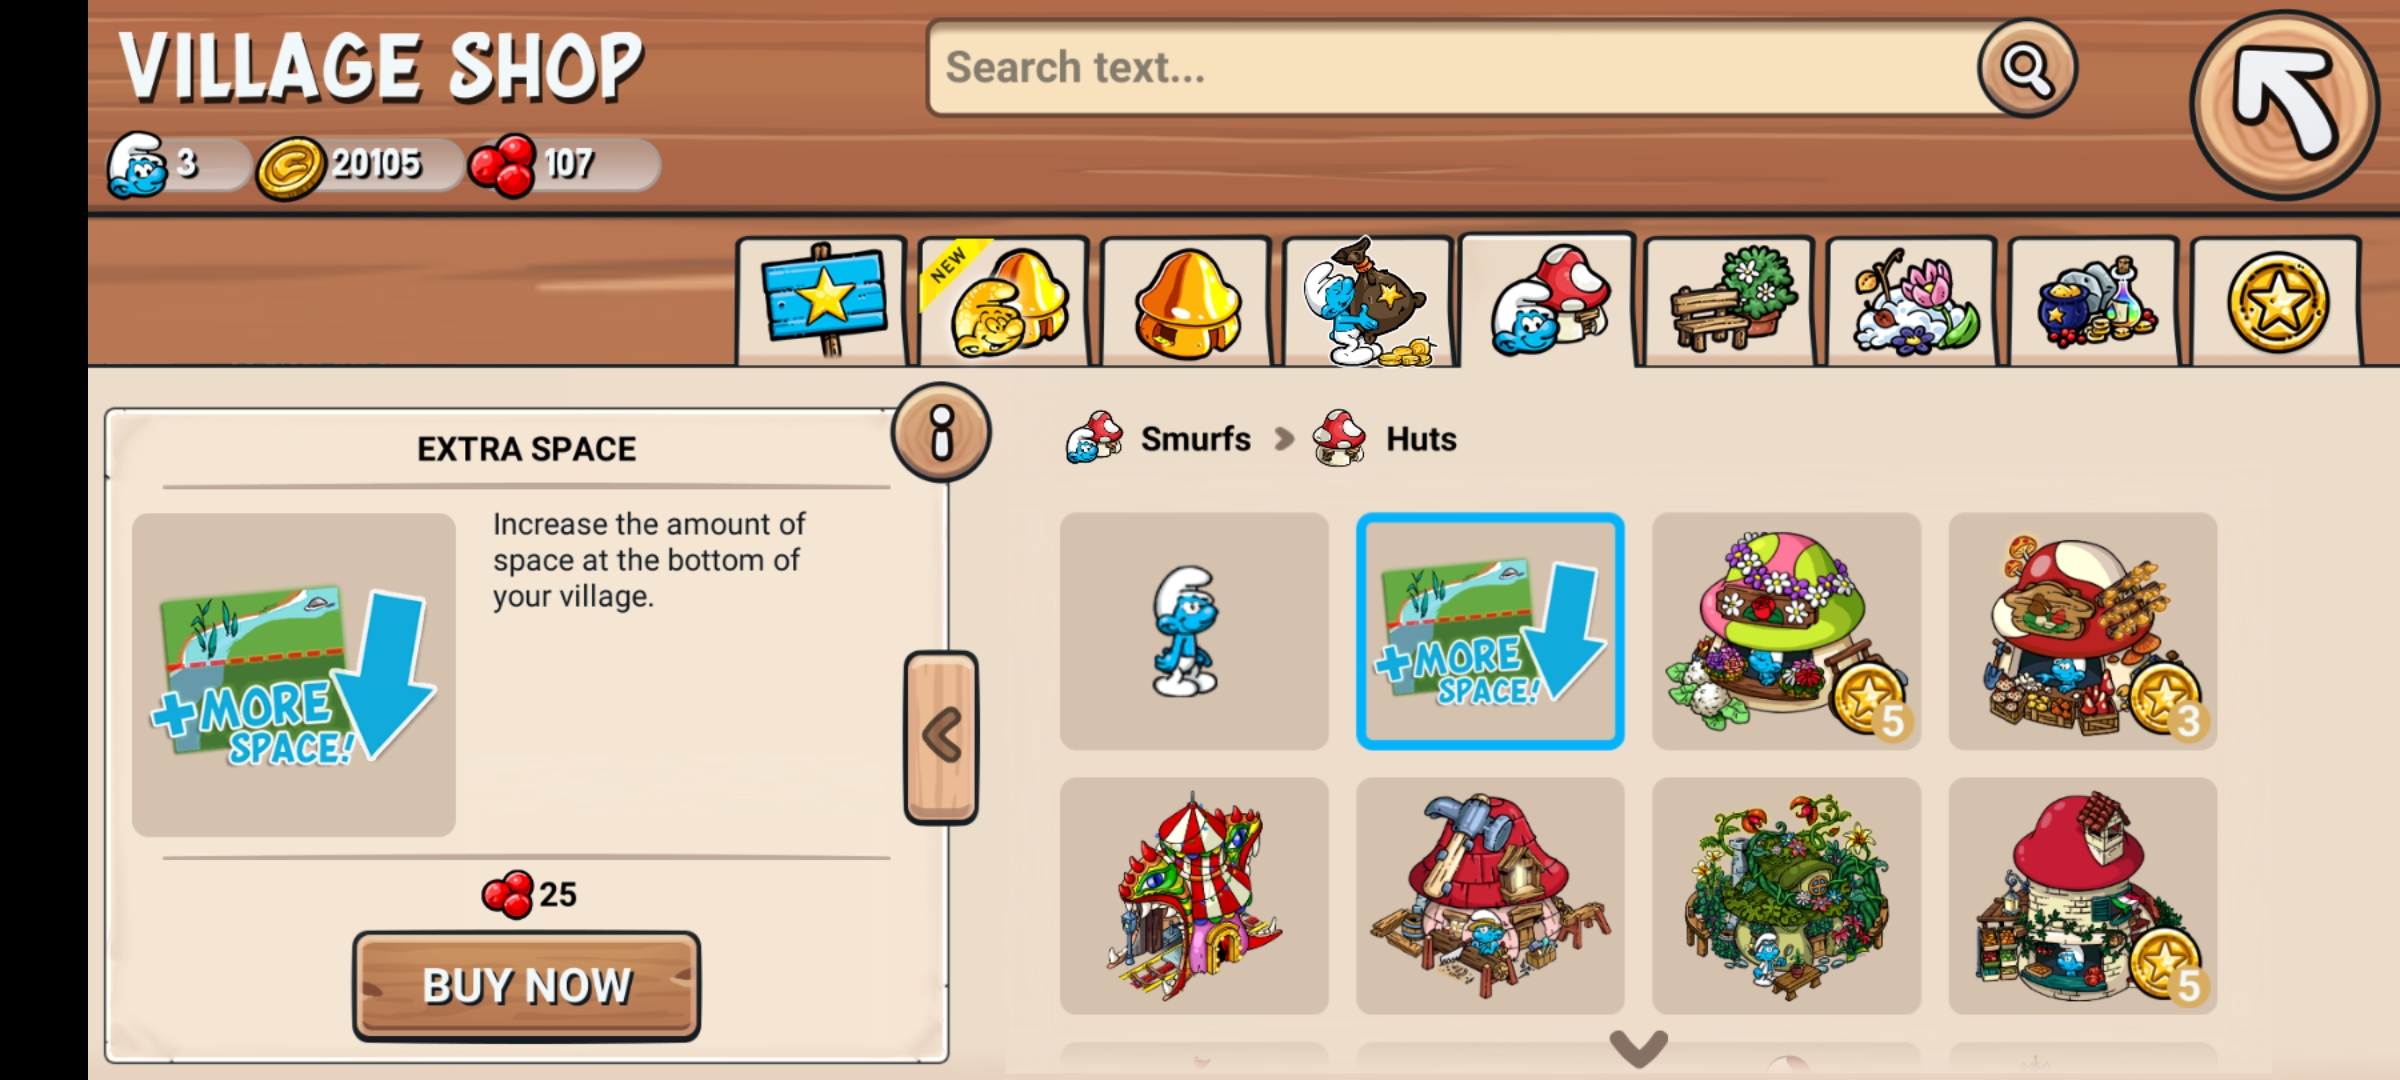 VILLAGE SHOP
Search text...
3
20105
107
NEW
EXTRA SPACE
Increase the amount of
space at the bottom of
your village.
+MORE
SPACE!
25
BUY NOW
Smurfs
Huts
+MORE
SPACE!
5
3
5